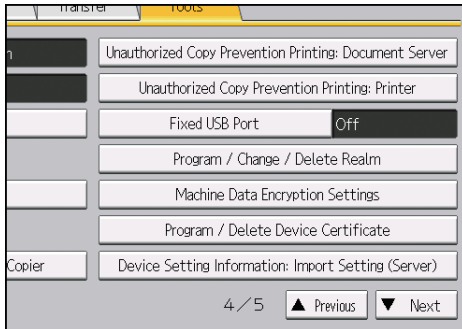 Transfer Tools
Unauthorized Copy Prevention Printing: Document Server
Unauthorized Copy Prevention Printing: Printer
Fixed USB Port Off
Program / Change / Delete Realm
Machine Data Encryption Settings
Program / Delete Device Certificate
Copier Device Setting Information: Import Setting (Server)
4/5 ▲ Previous ▼ Next